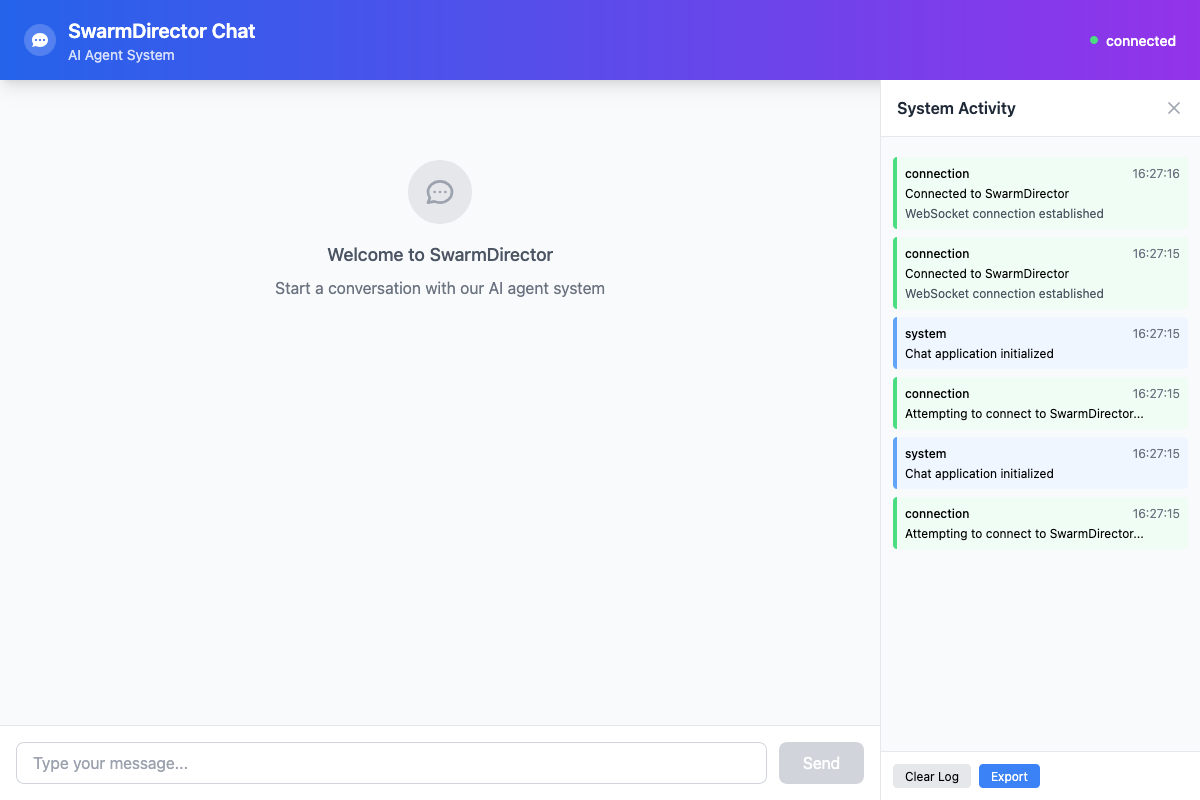 SwarmDirector Chat
AI Agent System
connected
Welcome to SwarmDirector
Start a conversation with our AI agent system
Type your message...
Send
System Activity
connection 16:27:16
Connected to SwarmDirector
WebSocket connection established
connection 16:27:15
Connected to SwarmDirector
WebSocket connection established
system 16:27:15
Chat application initialized
connection 16:27:15
Attempting to connect to SwarmDirector...
system 16:27:15
Chat application initialized
connection 16:27:15
Attempting to connect to SwarmDirector...
Clear Log Export